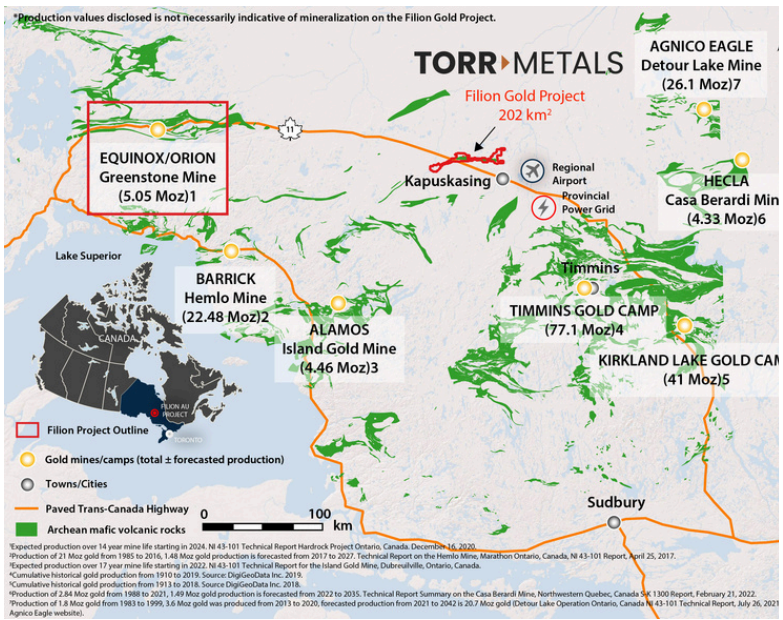 *Production values disclosed is not necessarily indicative of mineralization on the Filion Gold Project.
TORR METALS
Filion Gold Project
202 km²
AGNICO EAGLE
Detour Lake Mine
(26.1 Moz)7
11
EQUINOX/ORION
Greenstone Mine
(5.05 Moz)1
Kapuskasing
Regional
Airport
Provincial
Power Grid
HECLA
Casa Berardi Min
(4.33 Moz)6
Lake Superior
BARRICK
Hemlo Mine
(22.48 Moz)2
Timmins
TIMMINS GOLD CAMP
(77.1 Moz)4
ALAMOS
Island Gold Mine
(4.46 Moz)3
KIRKLAND LAKE GOLD CAM
(41 Moz)5
CANADA
FILION AU
PROJECT
TORONTO
Filion Project Outline
Gold mines/camps (total ± forecasted production)
Towns/Cities
Paved Trans-Canada Highway
Archean mafic volcanic rocks
0 100
km
Sudbury
¹Expected production over 14 year mine life starting in 2024. NI 43-101 Technical Report Hardrock Project Ontario, Canada. December 16, 2020.
²Production of 21 Moz gold from 1985 to 2016, 1.48 Moz gold production is forecasted from 2017 to 2027. Technical Report on the Hemlo Mine, Marathon Ontario, Canada, NI 43-101 Report, April 25, 2017.
³Expected production over 17 year mine life starting in 2022. NI 43-101 Technical Report for the Island Gold Mine, Dubreuilville, Ontario, Canada.
⁴Cumulative historical gold production from 1910 to 2019. Source: DigiGeoData Inc. 2019.
⁵Cumulative historical gold production from 1913 to 2018. Source DigiGeoData Inc. 2018.
⁶Production of 2.84 Moz gold from 1988 to 2021, 1.49 Moz gold production is forecasted from 2022 to 2035. Technical Report Summary on the Casa Berardi Mine, Northwestern Quebec, Canada S-K 1300 Report, February 21, 2022.
⁷Production of 1.8 Moz gold from 1983 to 1999, 3.6 Moz gold was produced from 2013 to 2020, forecasted production from 2021 to 2042 is 20.7 Moz gold (Detour Lake Operation Ontario, Canada NI 43-101 Technical Report, July 26, 2021
Agnico Eagle website).